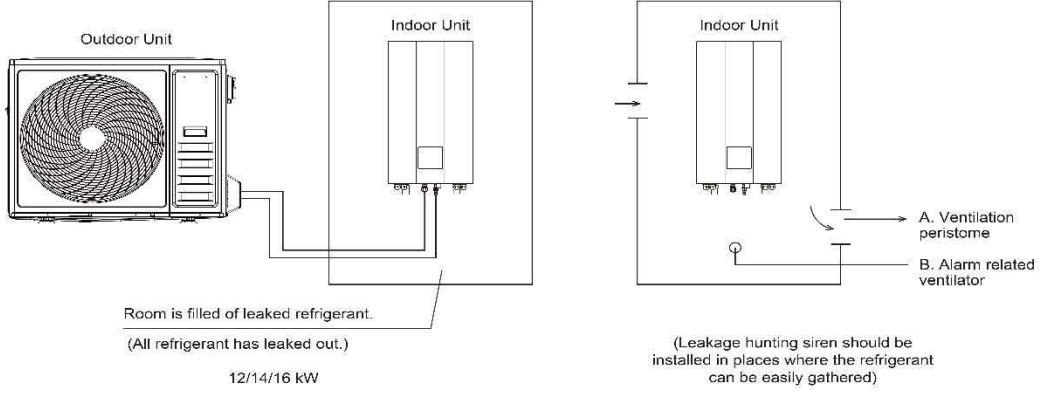 Outdoor Unit
Indoor Unit
Room is filled of leaked refrigerant.
(All refrigerant has leaked out.)
12/14/16 kW
Indoor Unit
A. Ventilation
peristome
B. Alarm related
ventilator
(Leakage hunting siren should be
installed in places where the refrigerant
can be easily gathered)